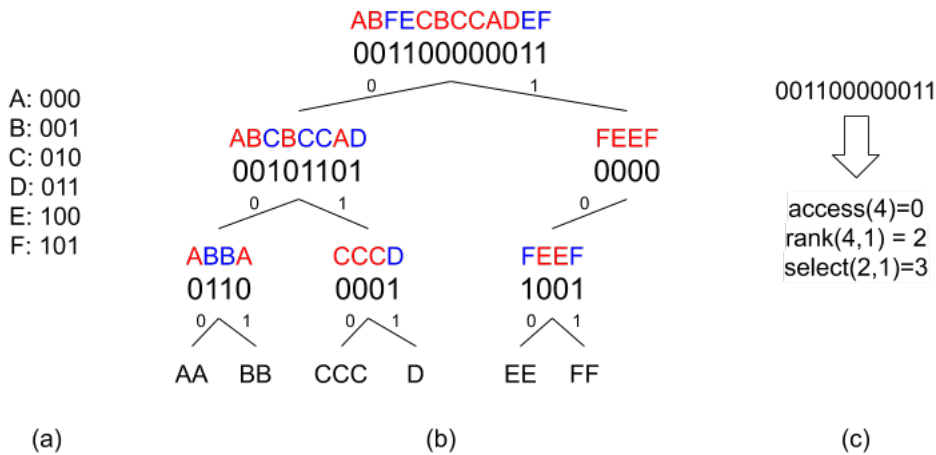 ABFECBCCADEF
001100000011
0 1
A: 000
B: 001
C: 010
D: 011
E: 100
F: 101
ABCBCCAD FEEF
00101101 0000
0 1 0
ABBA CCCD FEEF
0110 0001 1001
0 1 0 1 0 1
AA BB CCC D EE FF
001100000011
access(4)=0
rank(4,1) = 2
select(2,1)=3
(a) (b) (c)